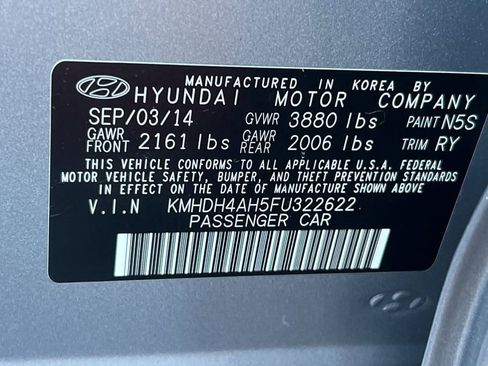 MANUFACTURED IN KOREA BY
HYUNDAI MOTOR COMPANY
SEP/03/14 GVWR 3880 lbs PAINT N5S
GAWR FRONT 2161 lbs GAWR REAR 2006 lbs TRIM RY
THIS VEHICLE CONFORMS TO ALL APPLICABLE U.S.A. FEDERAL
MOTOR VEHICLE SAFETY, BUMPER, AND THEFT PREVENTION
STANDARDS IN EFFECT ON THE DATE OF MANUFACTURE SHOWN ABOVE.
V.I.N KMHDH4AH5FU322622
PASSENGER CAR